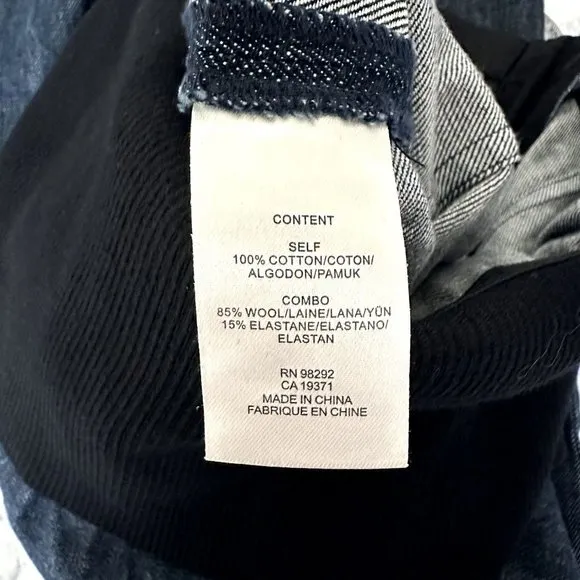 CONTENT
SELF
100% COTTON/COTON/
ALGODON/PAMUK
COMBO
85% WOOL/LAINE/LANA/YÜN
15% ELASTANE/ELASTANO/
ELASTAN
RN 98292
CA 19371
MADE IN CHINA
FABRIQUE EN CHINE